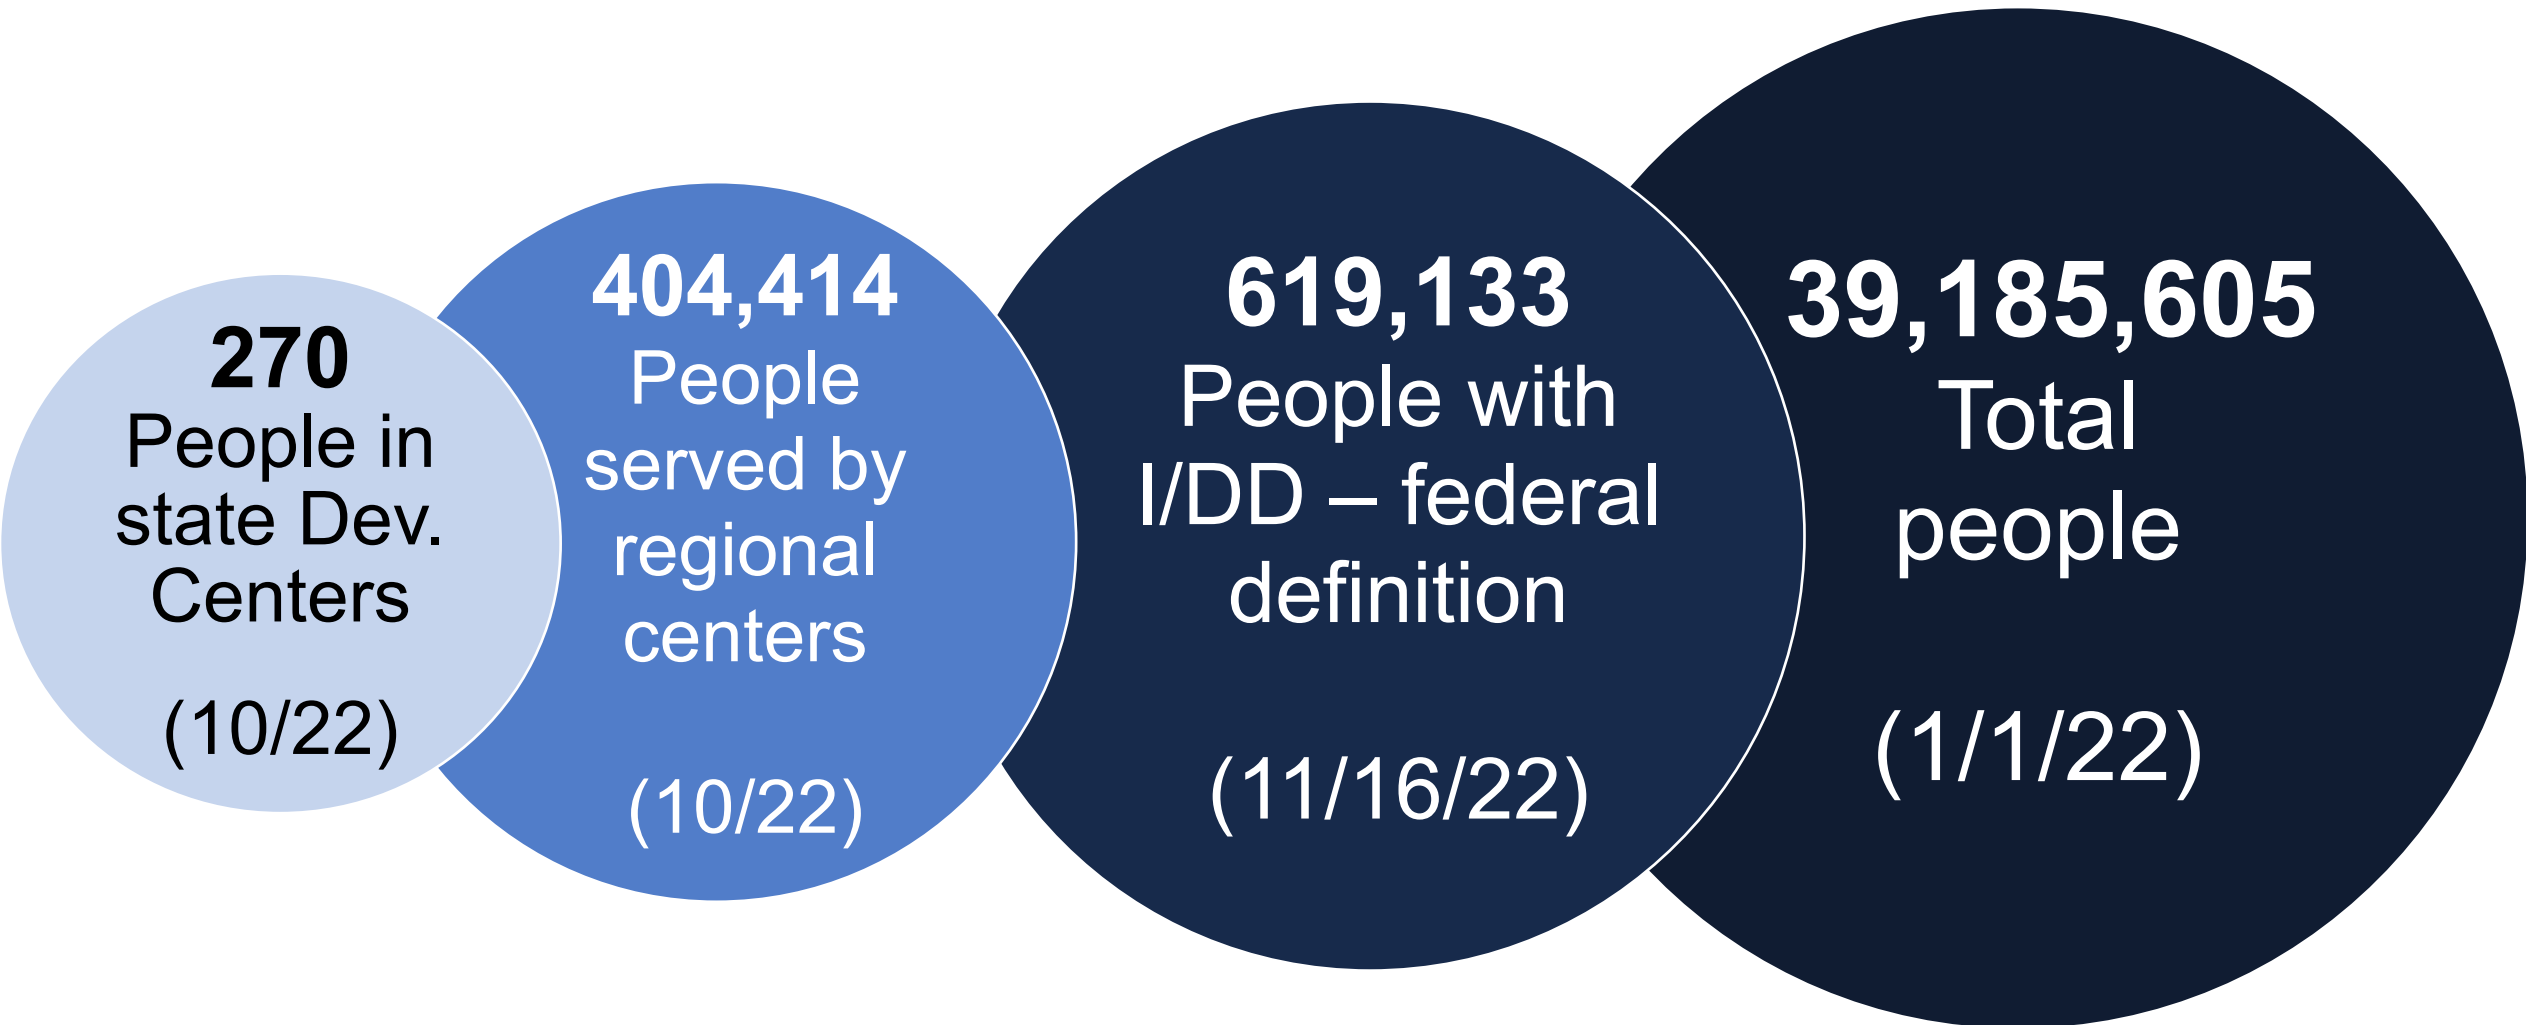 270
People in
state Dev.
Centers
(10/22)
404,414
People
served by
regional
centers
(10/22)
619,133
People with
I/DD – federal
definition
(11/16/22)
39,185,605
Total
people
(1/1/22)